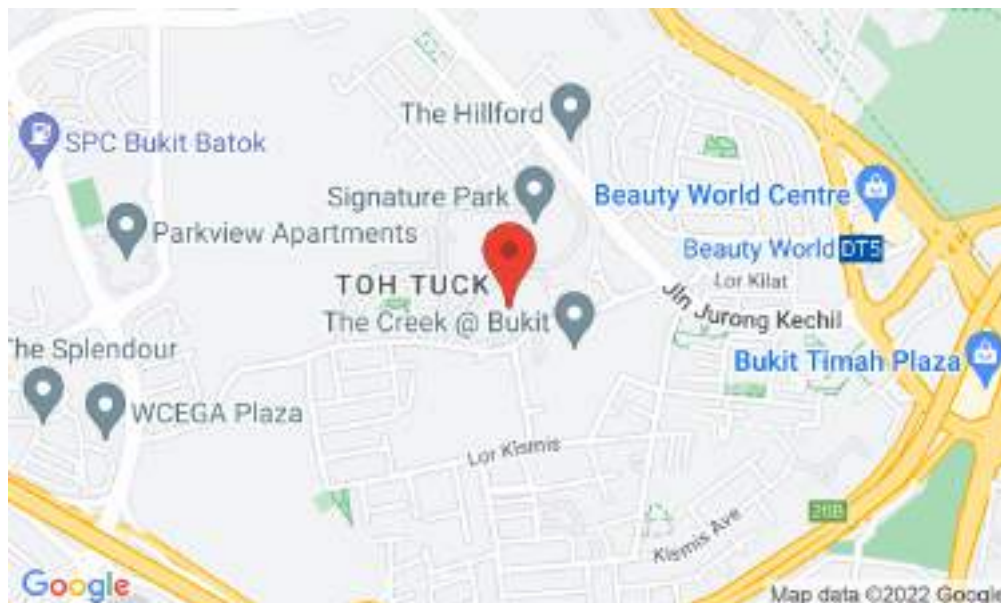 The Hillford
SPC Bukit Batok
Signature Park
Beauty World Centre
Parkview Apartments
Beauty World DT5
TOH TUCK
Lor Kilat
The Creek @ Bukit
Jln Jurong Kechil
The Splendour
Bukit Timah Plaza
WCEGA Plaza
Lor Kismis
Kismis Ave
Google
Map data ©2022 Google